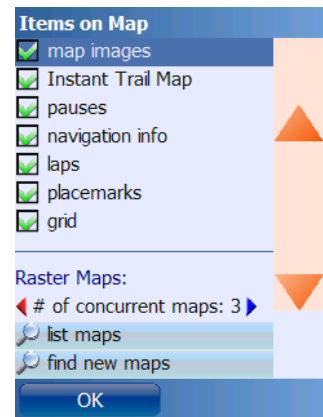 Items on Map
map images
Instant Trail Map
pauses
navigation info
laps
placemarks
grid
Raster Maps:
# of concurrent maps: 3
list maps
find new maps
OK